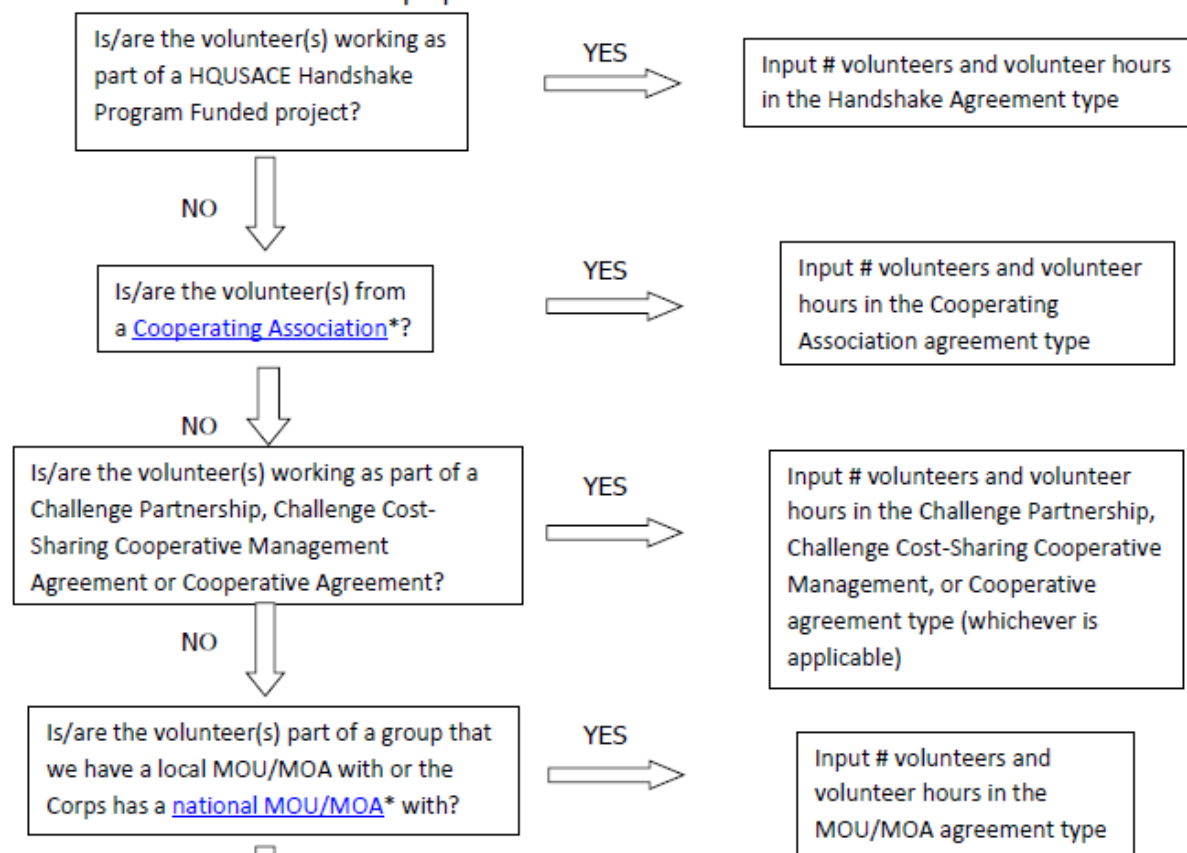 Is/are the volunteer(s) working as
part of a HQUSACE Handshake
Program Funded project?
YES
Input # volunteers and volunteer hours
in the Handshake Agreement type
NO
Is/are the volunteer(s) from
a Cooperating Association*?
YES
Input # volunteers and volunteer
hours in the Cooperating
Association agreement type
NO
Is/are the volunteer(s) working as part of a
Challenge Partnership, Challenge Cost-
Sharing Cooperative Management
Agreement or Cooperative Agreement?
YES
Input # volunteers and volunteer
hours in the Challenge Partnership,
Challenge Cost-Sharing Cooperative
Management, or Cooperative
agreement type (whichever is
applicable)
NO
Is/are the volunteer(s) part of a group that
we have a local MOU/MOA with or the
Corps has a national MOU/MOA* with?
YES
Input # volunteers and
volunteer hours in the
MOU/MOA agreement type